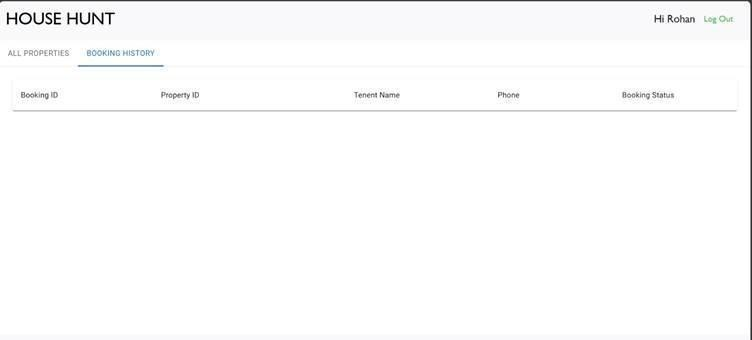 HOUSE HUNT
Hi Rohan Log Out
ALL PROPERTIES BOOKING HISTORY
Booking ID Property ID Tenent Name Phone Booking Status